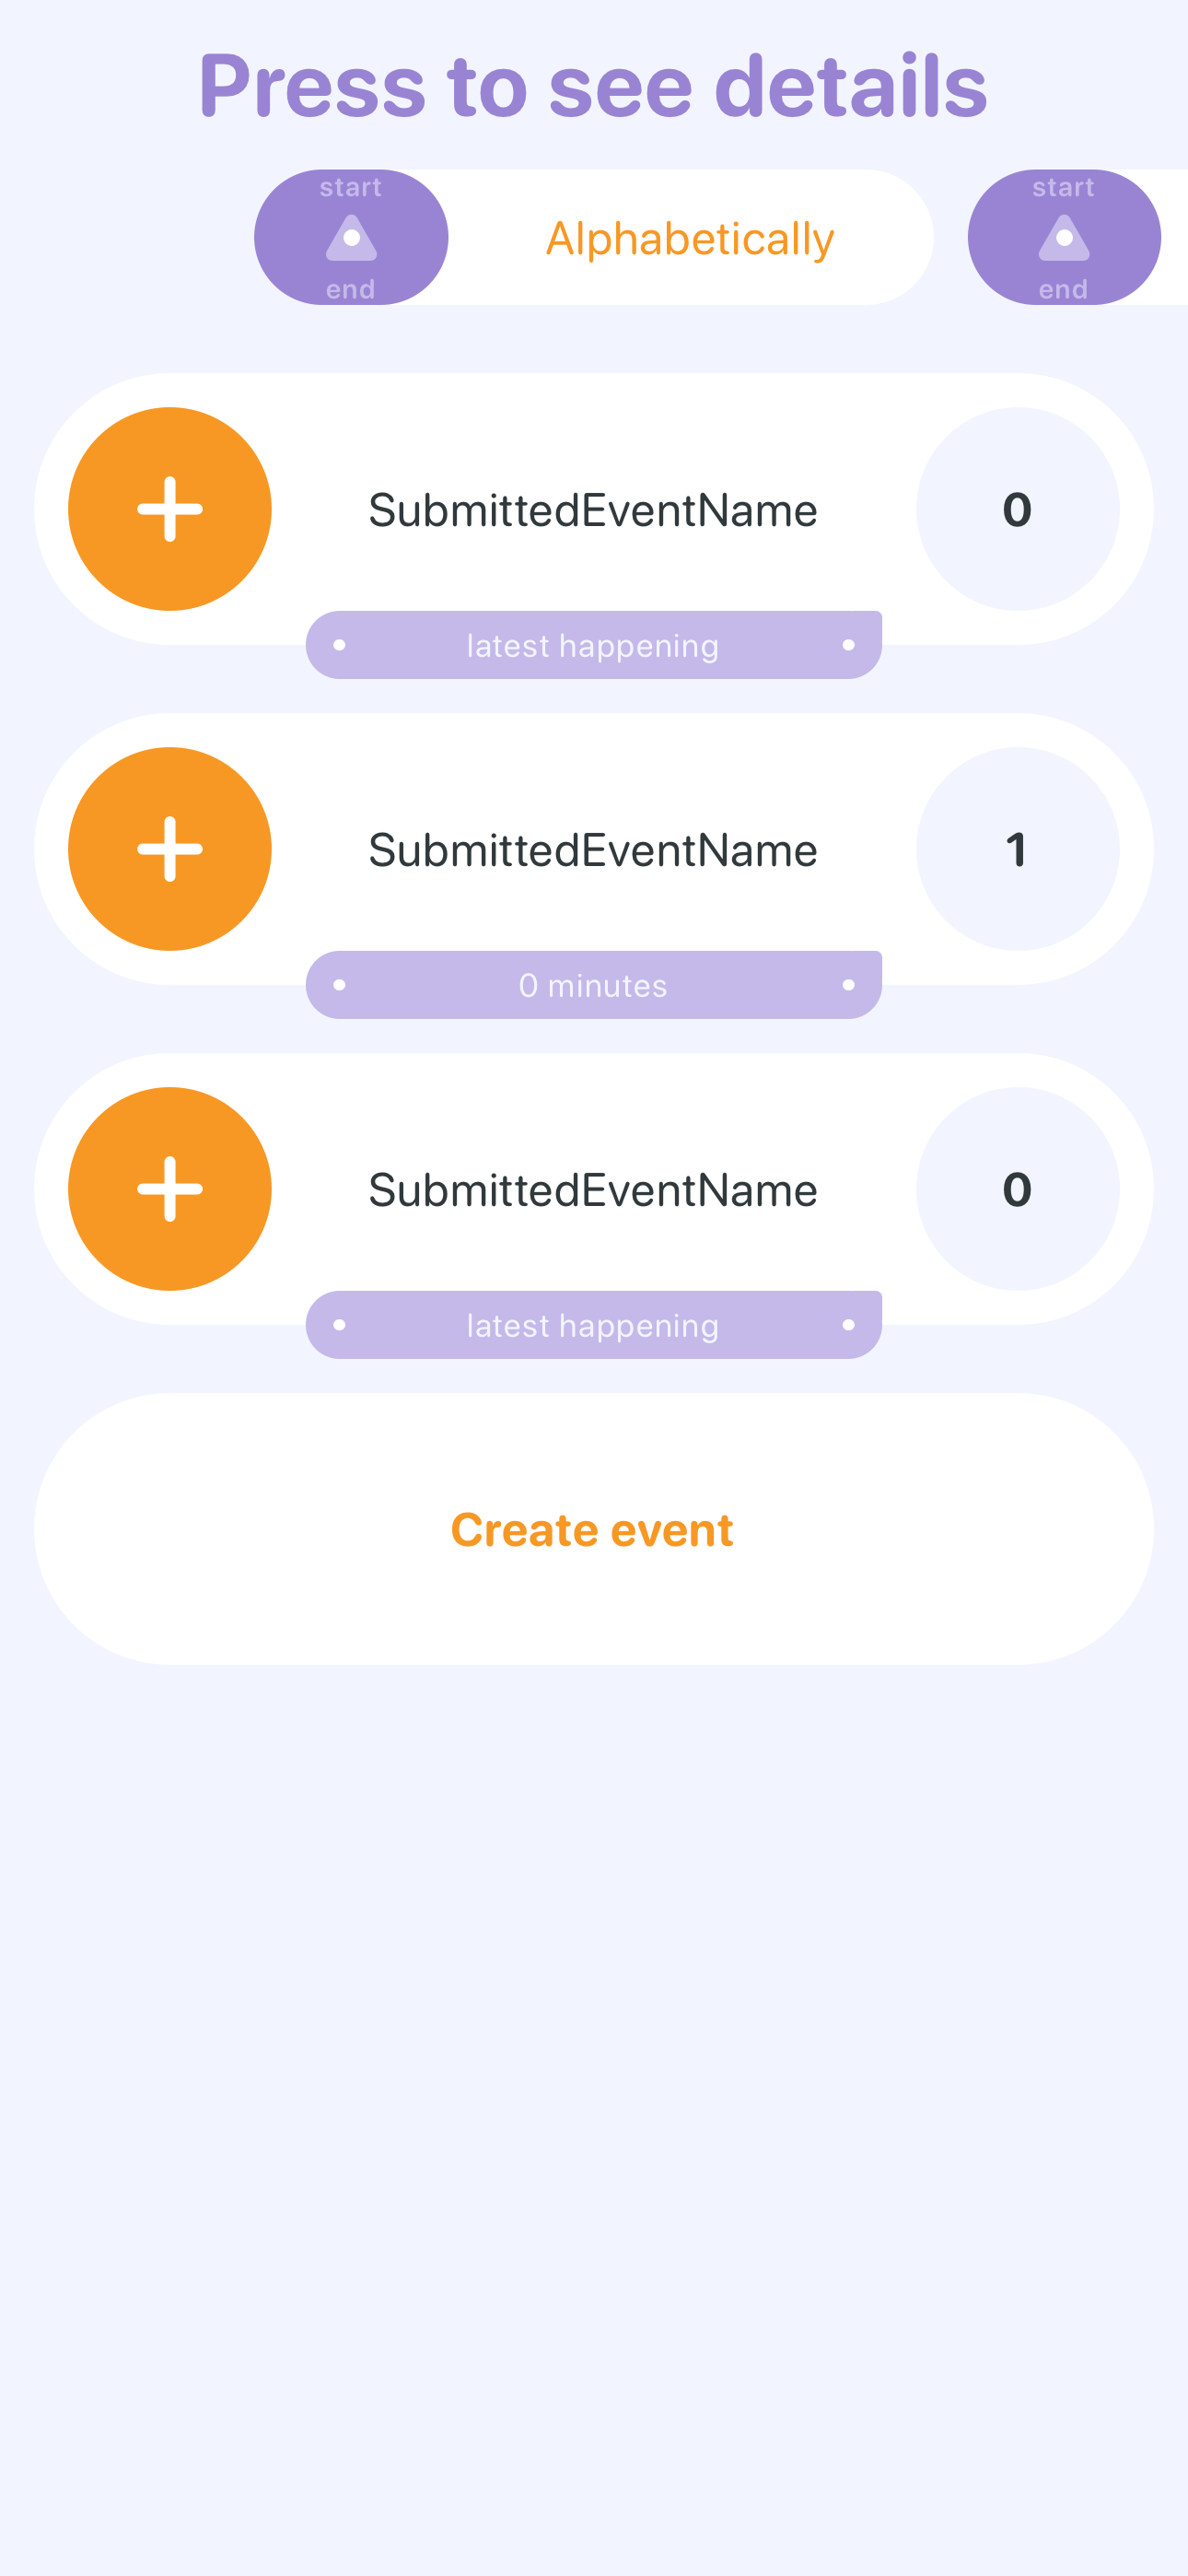 Press to see details
start
end
Alphabetically
start
end
SubmittedEventName
0
latest happening
SubmittedEventName
1
0 minutes
SubmittedEventName
0
latest happening
Create event